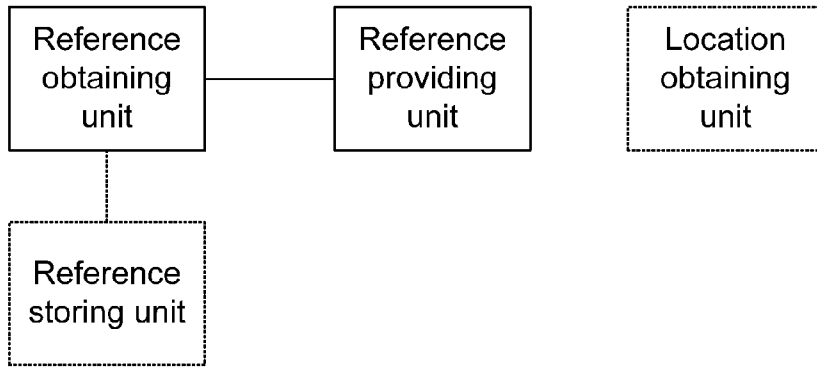 Reference
obtaining
unit
Reference
providing
unit
Location
obtaining
unit
Reference
storing unit